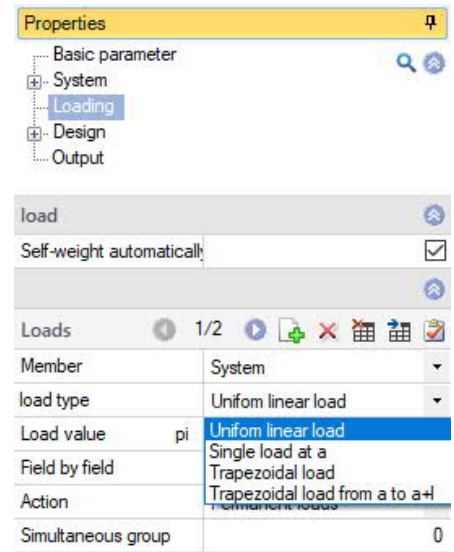 Properties
Basic parameter
System
Loading
Design
Output
load
Self-weight automatically
Loads 1/2
Member System
load type Unifom linear load
Load value pi Unifom linear load
Single load at a
Field by field Trapezoidal load
Trapezoidal load from a to a+l
Action Permanent loads
Simultaneous group 0